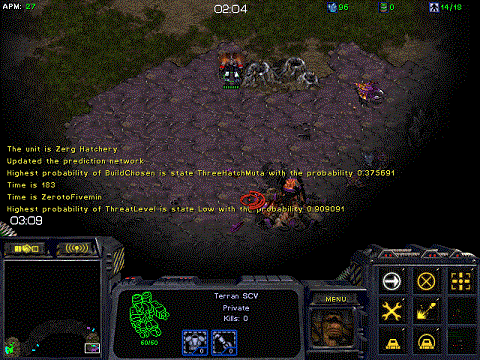 APM: 27
02:04
96
0
14/18
The unit is Zerg Hatchery
Updated the prediction network
Highest probability of BuildChosen is state ThreeHatchMuta with the probability 0.375691
Time is 183
Time is ZerotoFivemin
Highest probability of ThreatLevel is state Low with the probability 0.909091
03:09
Terran SCV
Private
Kills: 0
MENU
60/60
0
0